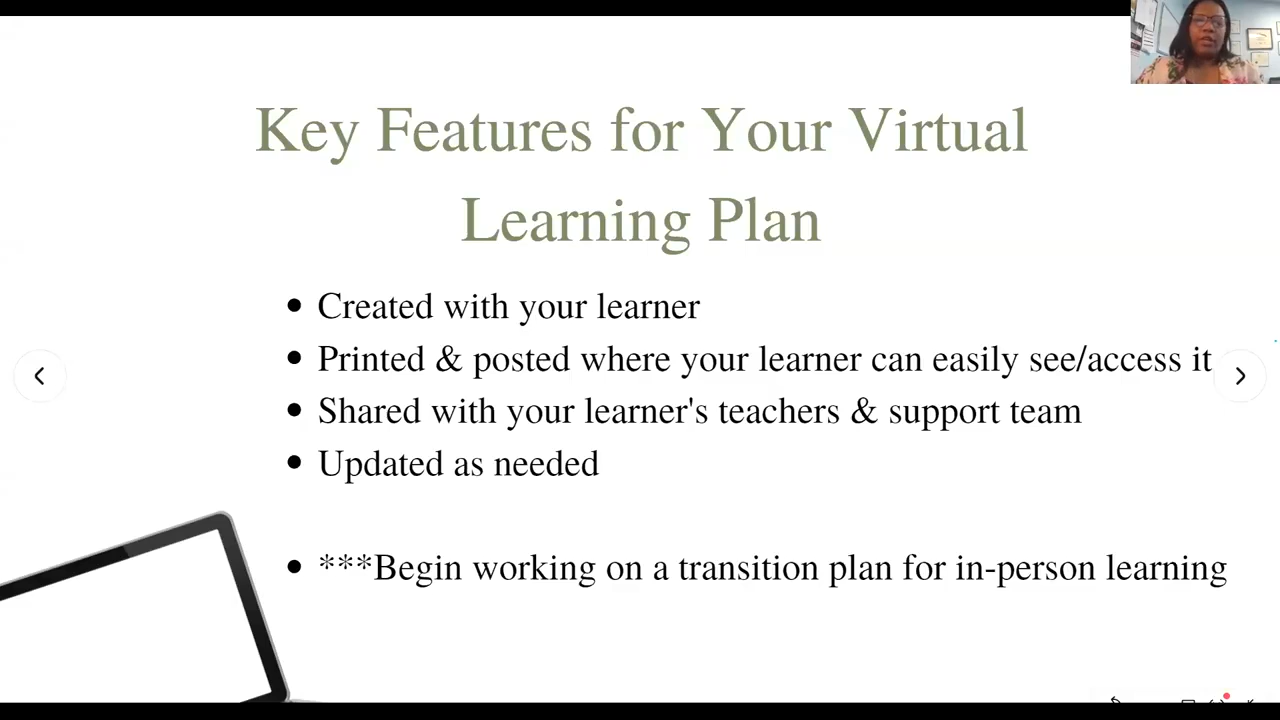 Key Features for Your Virtual
Learning Plan
Created with your learner
Printed & posted where your learner can easily see/access it
Shared with your learner's teachers & support team
Updated as needed
***Begin working on a transition plan for in-person learning